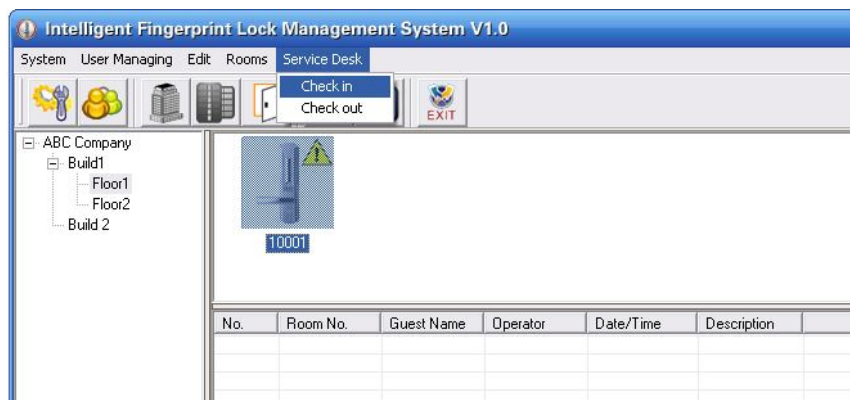 Intelligent Fingerprint Lock Management System V1.0
System User Managing Edit Rooms Service Desk
Check in
Check out
EXIT
ABC Company
Build1
Floor1
Floor2
Build 2
10001
No. Room No. Guest Name Operator Date/Time Description